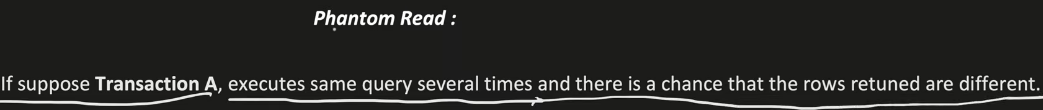 Phantom Read :
If suppose Transaction A, executes same query several times and there is a chance that the rows retuned are different.